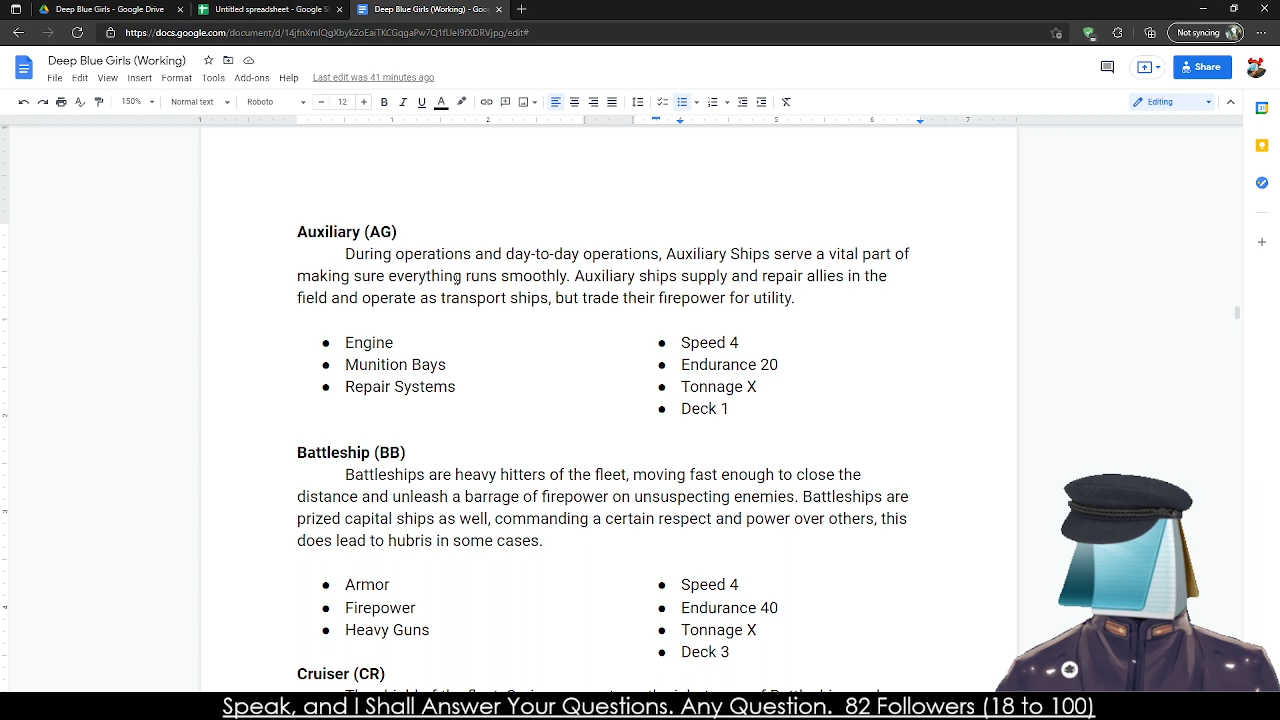 Deep Blue Girls - Google Drive
Untitled spreadsheet - Google S
Deep Blue Girls (Working) - Goo
https://docs.google.com/document/d/14jfnXmIQgXbykZoEaiTKCGqgaPw7Q1fUel9fXDRVjpg/edit#
Not syncing
Deep Blue Girls (Working)
File Edit View Insert Format Tools Add-ons Help Last edit was 41 minutes ago
Share
150% Normal text Roboto 12 Editing
Auxiliary (AG)
During operations and day-to-day operations, Auxiliary Ships serve a vital part of
making sure everything runs smoothly. Auxiliary ships supply and repair allies in the
field and operate as transport ships, but trade their firepower for utility.
Engine
Munition Bays
Repair Systems
Speed 4
Endurance 20
Tonnage X
Deck 1
Battleship (BB)
Battleships are heavy hitters of the fleet, moving fast enough to close the
distance and unleash a barrage of firepower on unsuspecting enemies. Battleships are
prized capital ships as well, commanding a certain respect and power over others, this
does lead to hubris in some cases.
Armor
Firepower
Heavy Guns
Speed 4
Endurance 40
Tonnage X
Deck 3
Cruiser (CR)
Speak, and I Shall Answer Your Questions. Any Question. 82 Followers (18 to 100)